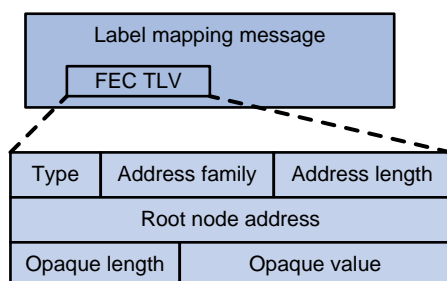 Label mapping message
FEC TLV
Type Address family Address length
Root node address
Opaque length Opaque value